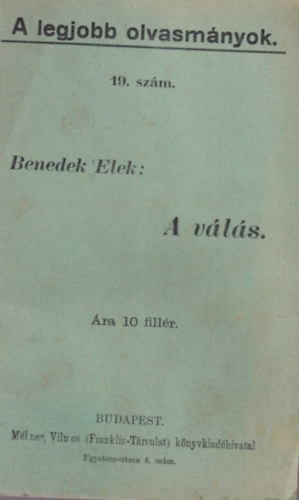 A legjobb olvasmányok.
19. szám.
Benedek Elek:
A válás.
Ára 10 fillér.
BUDAPEST.
Méhner Vilmos (Franklin-Társulat) könyvkiadóhivatal
Egyetem-utcza 4. szám.